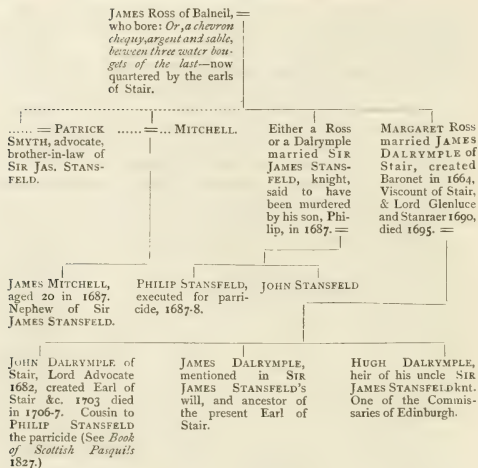 JAMES ROSS of Balneil, =
who bore: Or, a chevron
chequy, argent and sable,
between three water bou-
gets of the last—now
quartered by the earls
of Stair.
...... = PATRICK
SMYTH, advocate,
brother-in-law of
Sir JAS. STANS-
FELD.
......=... MITCHELL.
Either a Ross
or a Dalrymple
married SIR
JAMES STANS-
FELD, knight,
said to have
been murdered
by his son, Phi-
lip, in 1687. =
MARGARET ROSS
married JAMES
DALRYMPLE of
Stair, created
Baronet in 1664,
Viscount of Stair,
& Lord Glenluce
and Stanraer 1690,
died 1695. =
JAMES MITCHELL,
aged 20 in 1687.
Nephew of Sir
JAMES STANSFELD.
PHILIP STANSFELD,
executed for parri-
cide, 1687-8.
JOHN STANSFELD
JOHN DALRYMPLE of
Stair, Lord Advocate
1682, created Earl of
Stair &c. 1703 died
in 1706-7. Cousin to
PHILIP STANSFELD
the parricide (See Book
of Scottish Pasquils
1827.)
JAMES DALRYMPLE,
mentioned in SIR
JAMES STANSFELD'S
will, and ancestor of
the present Earl of
Stair.
HUGH DALRYMPLE,
heir of his uncle SIR
JAMES STANSFELD knt.
One of the Commis-
saries of Edinburgh.